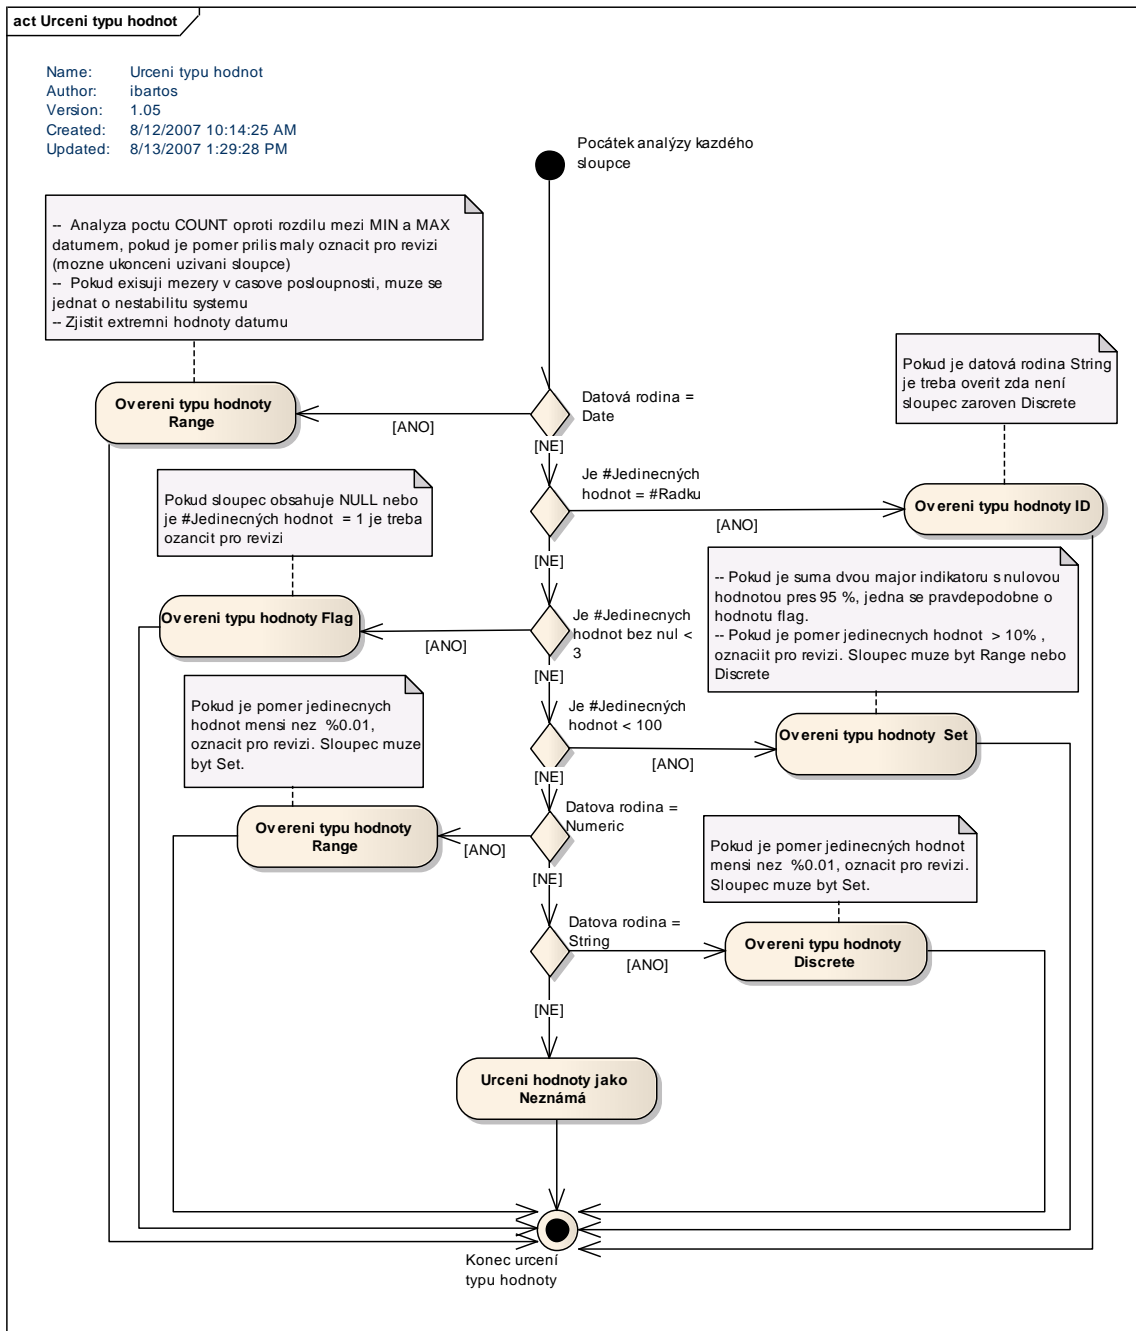 act Urceni typu hodnot
Name: Urceni typu hodnot
Author: ibartos
Version: 1.05
Created: 8/12/2007 10:14:25 AM
Updated: 8/13/2007 1:29:28 PM
Pocátek analýzy kazdého
sloupce
-- Analyza poctu COUNT oproti rozdilu mezi MIN a MAX
datumem, pokud je pomer prilis maly oznacit pro revizi
(mozne ukonceni uzivani sloupce)
-- Pokud exisuji mezery v casove posloupnosti, muze se
jednat o nestabilitu systemu
-- Zjistit extremni hodnoty datumu
Pokud je datová rodina String
je treba overit zda není
sloupec zaroven Discrete
Datová rodina =
Date
Overeni typu hodnoty
Range
[ANO]
[NE]
Je #Jedinecných
hodnot = #Radku
Pokud sloupec obsahuje NULL nebo
je #Jedinecných hodnot = 1 je treba
ozancit pro revizi
Overeni typu hodnoty ID
[ANO]
[NE]
-- Pokud je suma dvou major indikatoru s nulovou
hodnotou pres 95 %, jedna se pravdepodobne o
hodnotu flag.
-- Pokud je pomer jedinecnych hodnot > 10% ,
oznaciit pro revizi. Sloupec muze byt Range nebo
Discrete
Overeni typu hodnoty Flag
[ANO]
Je #Jedinecnych
hodnot bez nul <
3
[NE]
Pokud je pomer jedinecnych
hodnot mensi nez %0.01,
oznacit pro revizi. Sloupec muze
byt Set.
Je #Jedinecných
hodnot < 100
Overeni typu hodnoty Set
[ANO]
[NE]
Datova rodina =
Numeric
Overeni typu hodnoty
Range
[ANO]
Pokud je pomer jedinecných hodnot
mensi nez %0.01, oznacit pro revizi.
Sloupec muze byt Set.
[NE]
Datova rodina =
String
[ANO]
Overeni typu hodnoty
Discrete
[NE]
Urceni hodnoty jako
Neznámá
Konec urcení
typu hodnoty